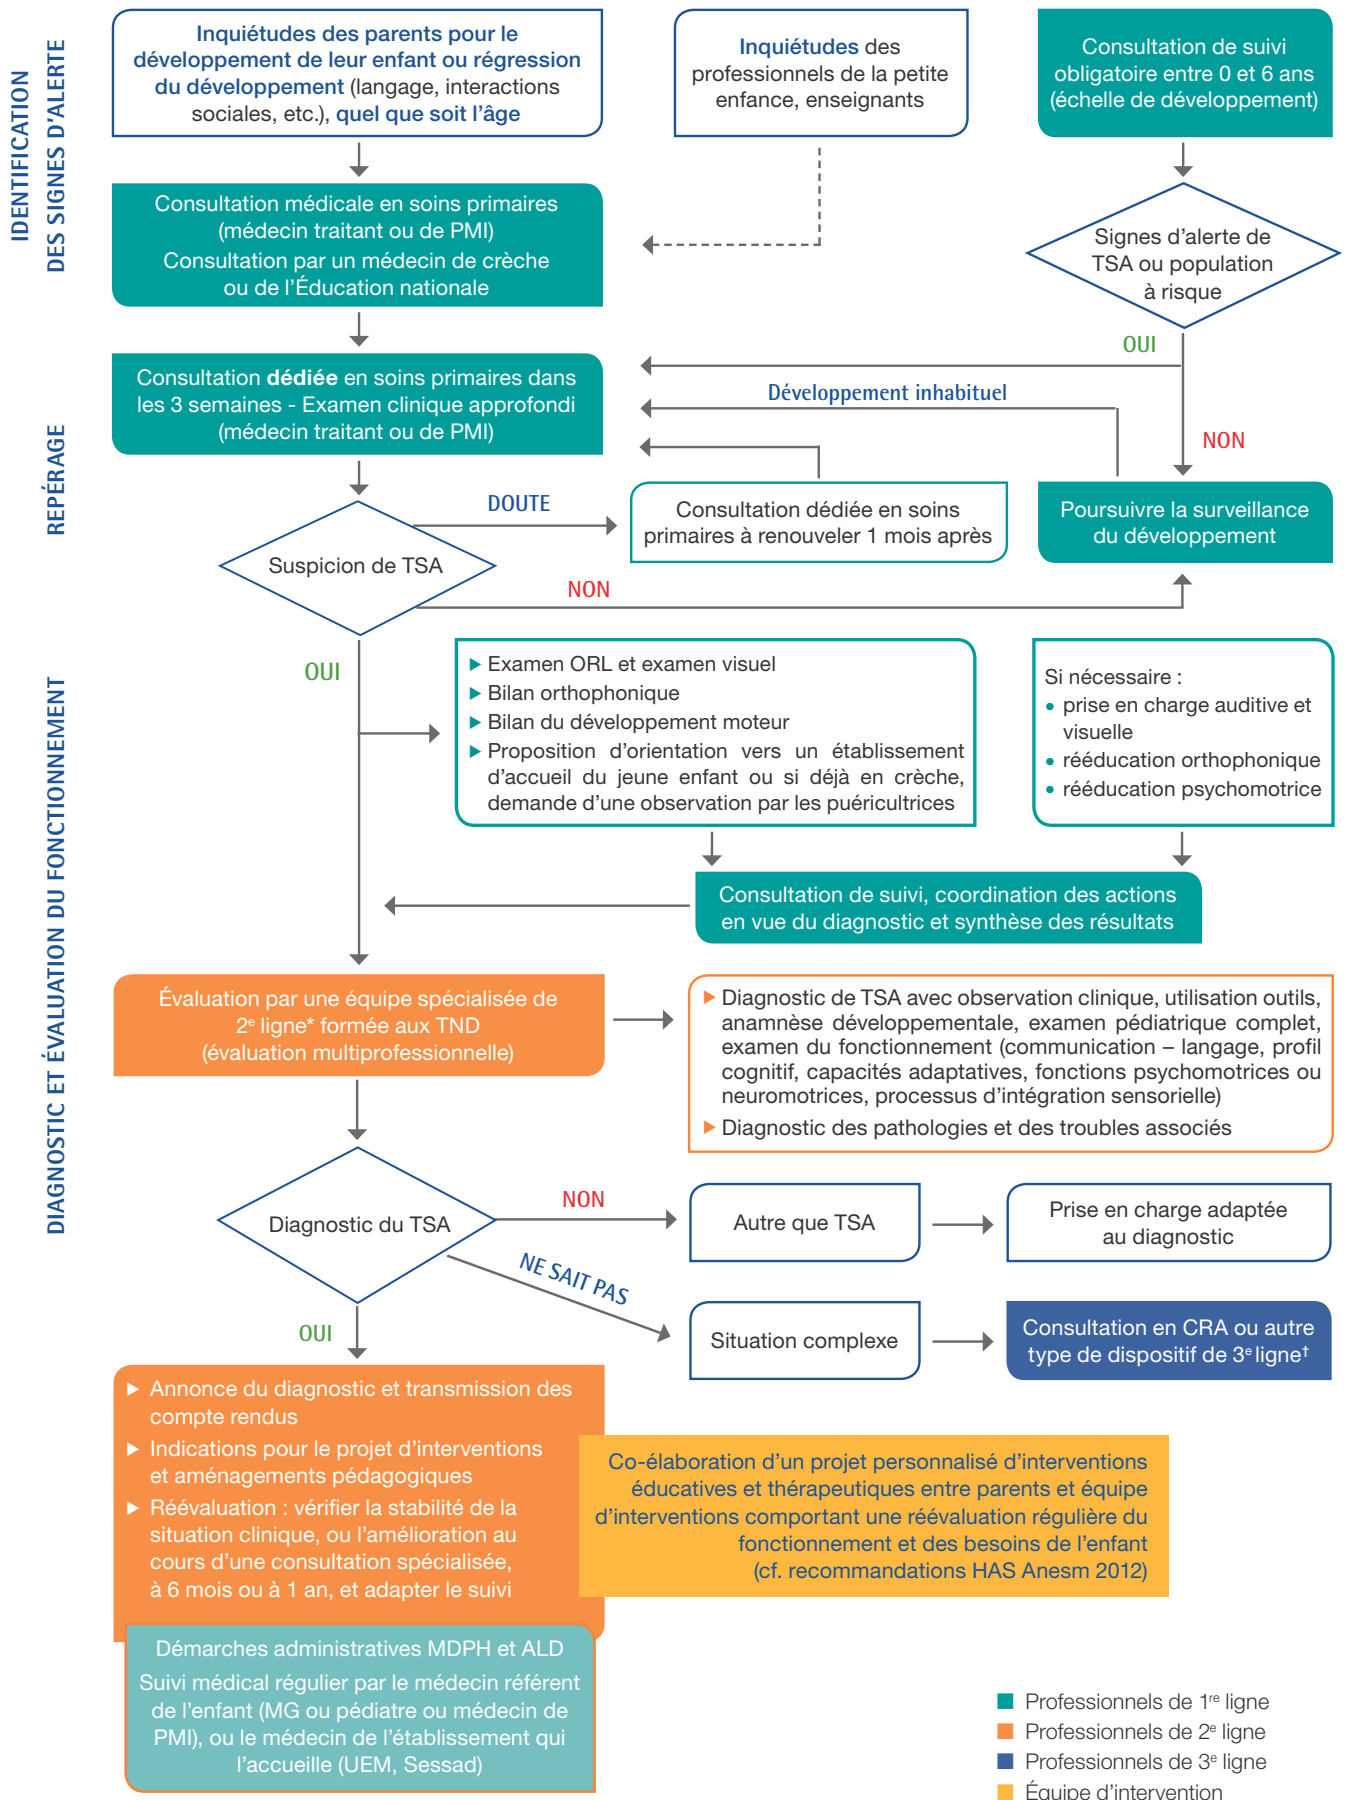 IDENTIFICATION
DES SIGNES D'ALERTE
Inquiétudes des parents pour le
développement de leur enfant ou régression
du développement (langage, interactions
sociales, etc.), quel que soit l'âge
Inquiétudes des
professionnels de la petite
enfance, enseignants
Consultation de suivi
obligatoire entre 0 et 6 ans
(échelle de développement)
Consultation médicale en soins primaires
(médecin traitant ou de PMI)
Consultation par un médecin de crèche
ou de l'Éducation nationale
Signes d'alerte de
TSA ou population
à risque
OUI
NON
REPÉRAGE
Consultation dédiée en soins primaires dans
les 3 semaines - Examen clinique approfondi
(médecin traitant ou de PMI)
Développement inhabituel
DOUTE
Consultation dédiée en soins
primaires à renouveler 1 mois après
Poursuivre la surveillance
du développement
Suspicion de TSA
NON
OUI
DIAGNOSTIC ET ÉVALUATION DU FONCTIONNEMENT
▶ Examen ORL et examen visuel
▶ Bilan orthophonique
▶ Bilan du développement moteur
▶ Proposition d'orientation vers un établissement
d'accueil du jeune enfant ou si déjà en crèche,
demande d'une observation par les puéricultrices
Si nécessaire :
• prise en charge auditive et
visuelle
• rééducation orthophonique
• rééducation psychomotrice
Consultation de suivi, coordination des actions
en vue du diagnostic et synthèse des résultats
Évaluation par une équipe spécialisée de
2e ligne* formée aux TND
(évaluation multiprofessionnelle)
▶ Diagnostic de TSA avec observation clinique, utilisation outils,
anamnèse développementale, examen pédiatrique complet,
examen du fonctionnement (communication – langage, profil
cognitif, capacités adaptatives, fonctions psychomotrices ou
neuromotrices, processus d'intégration sensorielle)
▶ Diagnostic des pathologies et des troubles associés
Diagnostic du TSA
NON
Autre que TSA
Prise en charge adaptée
au diagnostic
NE SAIT PAS
Situation complexe
Consultation en CRA ou autre
type de dispositif de 3e ligne†
OUI
▶ Annonce du diagnostic et transmission des
compte rendus
▶ Indications pour le projet d'interventions
et aménagements pédagogiques
▶ Réévaluation : vérifier la stabilité de la
situation clinique, ou l'amélioration au
cours d'une consultation spécialisée,
à 6 mois ou à 1 an, et adapter le suivi
Co-élaboration d'un projet personnalisé d'interventions
éducatives et thérapeutiques entre parents et équipe
d'interventions comportant une réévaluation régulière du
fonctionnement et des besoins de l'enfant
(cf. recommandations HAS Anesm 2012)
Démarches administratives MDPH et ALD
Suivi médical régulier par le médecin référent
de l'enfant (MG ou pédiatre ou médecin de
PMI), ou le médecin de l'établissement qui
l'accueille (UEM, Sessad)
Professionnels de 1re ligne
Professionnels de 2e ligne
Professionnels de 3e ligne
Équipe d'intervention